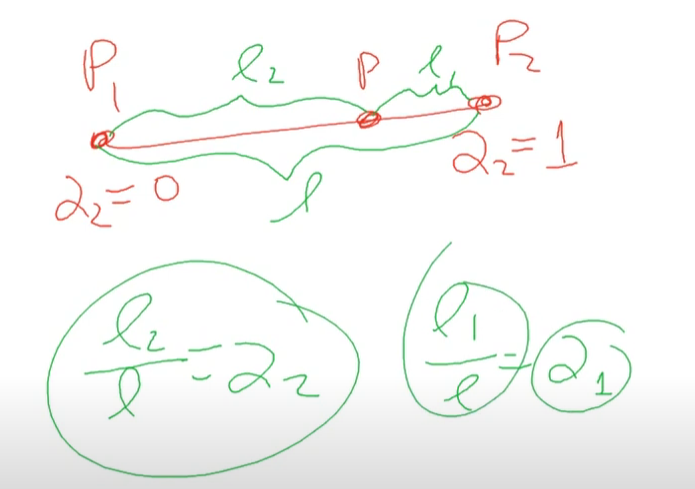 P₁ ℓ₂ P ℓ₁ P₂
α₂ = 0 ℓ α₂ = 1
ℓ₂/ℓ = α₂ ℓ₁/ℓ = α₁